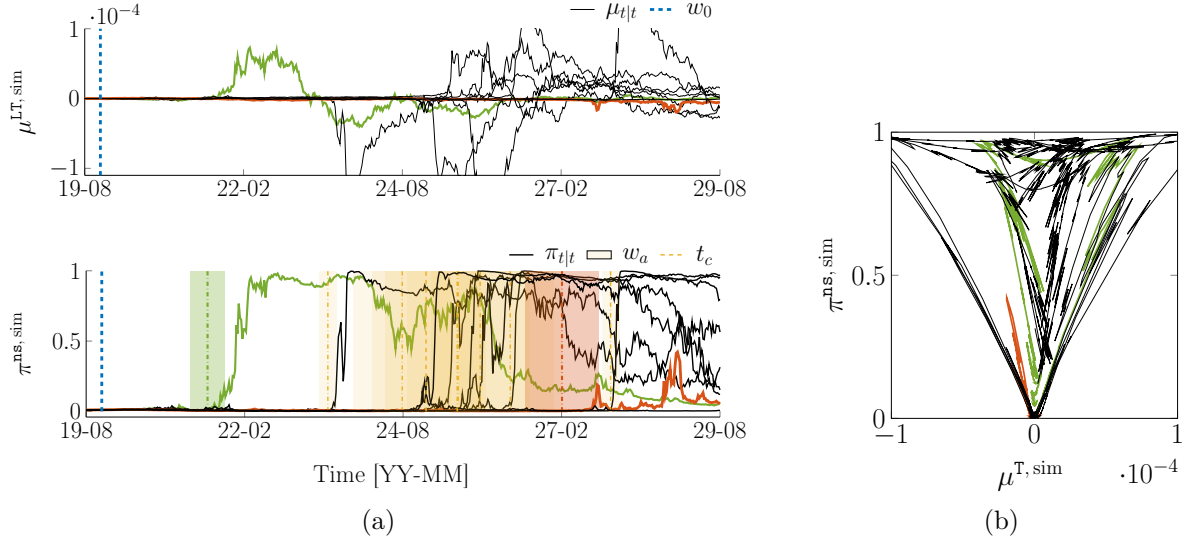 ·10⁻⁴
μ_{t|t} w_0
1
0
−1
μ^{LT, sim}
19-08 22-02 24-08 27-02 29-08
π_{t|t} w_a t_c
1
0.5
0
π^{ns, sim}
19-08 22-02 24-08 27-02 29-08
Time [YY-MM]
(a)
1
0.5
0
π^{ns, sim}
−1 0 1
μ^{T, sim} ·10⁻⁴
(b)